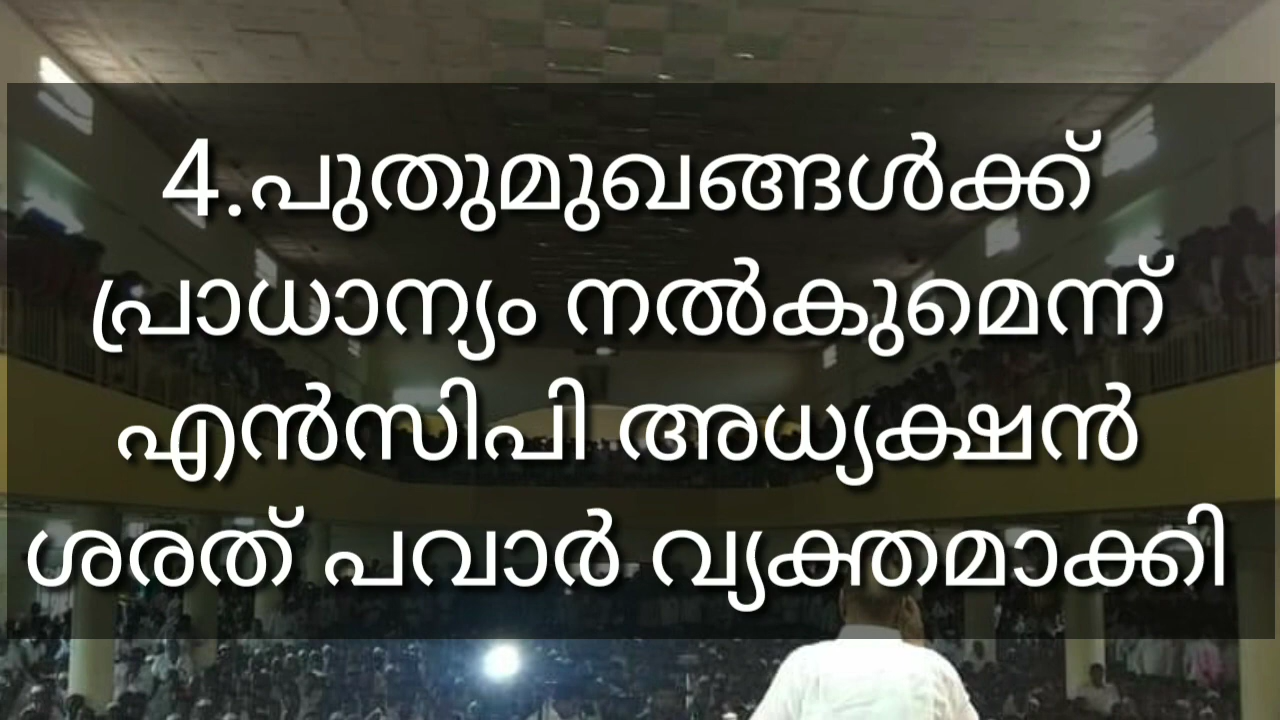 4.പുതുമുഖങ്ങൾക്ക്
പ്രാധാന്യം നൽകുമെന്ന്
എൻസിപി അധ്യക്ഷൻ
ശരത് പവാർ വ്യക്തമാക്കി